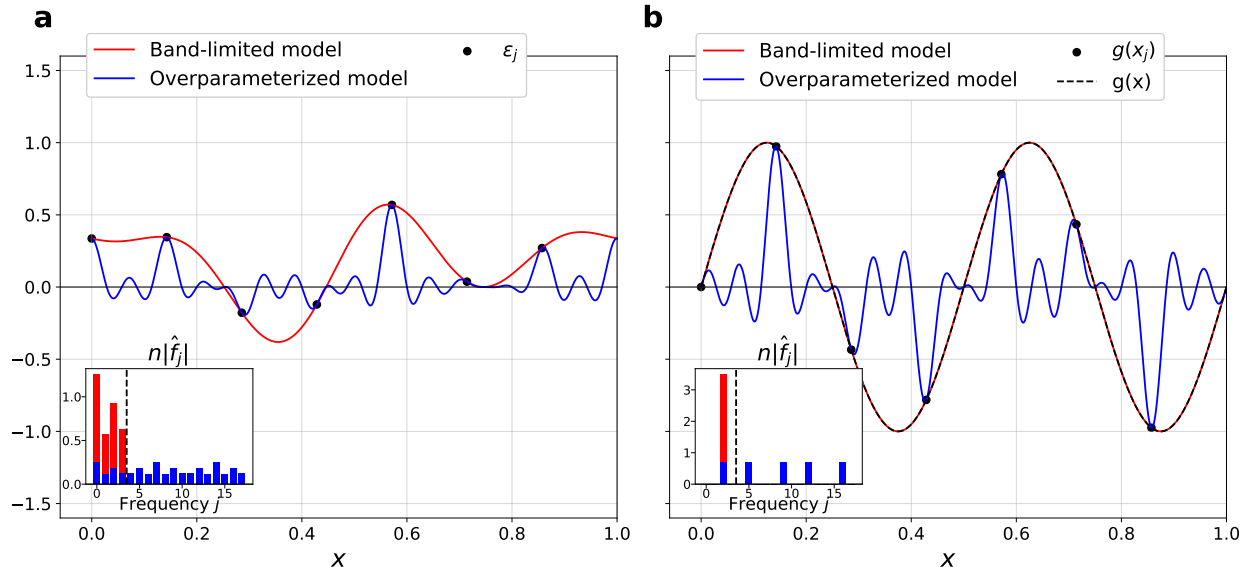 a
Band-limited model
Overparameterized model
εj
1.5
1.0
0.5
0.0
−0.5
−1.0
−1.5
0.0 0.2 0.4 0.6 0.8 1.0
x
n|f̂j|
1.0
0.5
0.0
0 5 10 15
Frequency j
b
Band-limited model
Overparameterized model
g(xj)
g(x)
0.0 0.2 0.4 0.6 0.8 1.0
x
n|f̂j|
3
2
1
0
0 5 10 15
Frequency j